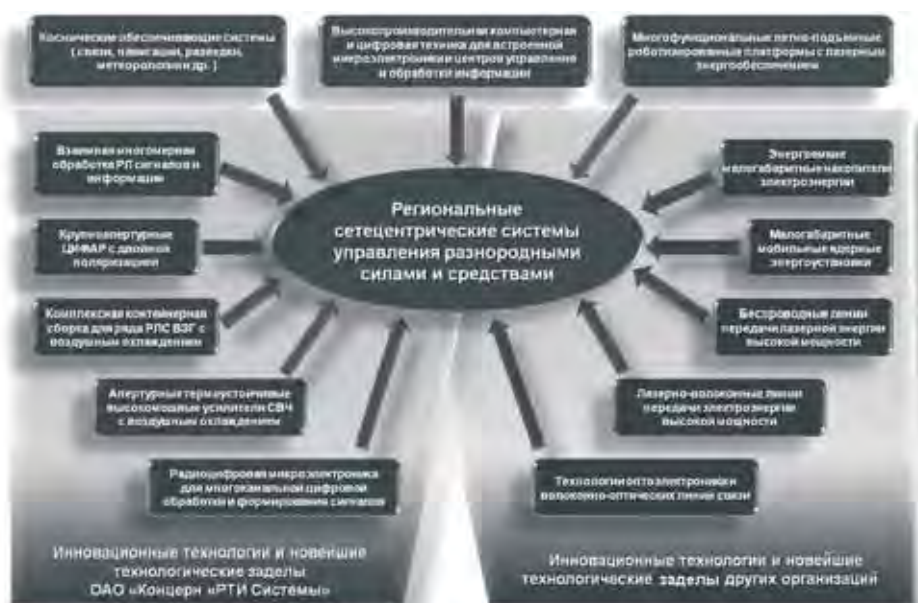 Космические обеспечивающие системы
( связи, навигации, разведки,
метеорологии и др. )
Высокопроизводительная компьютерная
и цифровая техника для встроенной
микроэлектроники и центров управления
и обработки информации
Многофункциональные летно-подъемные
роботизированные платформы с лазерным
энергообеспечением
Взаимная многомерная
обработка РЛ сигналов и
информации
Энергоемкие
малогабаритные накопители
электроэнергии
Региональные
сетецентрические системы
управления разнородными
силами и средствами
Крупноапертурные
ЦИФАР с двойной
поляризацией
Малогабаритные
мобильные ядерные
энергоустановки
Комплексная контейнерная
сборка для ряда РЛС ВЗГ с
воздушным охлаждением
Беспроводные линии
передачи лазерной энергии
высокой мощности
Апертурные термоустойчивые
высокомощные усилители СВЧ
с воздушным охлаждением
Лазерно-волоконные линии
передачи электроэнергии
высокой мощности
Радиоцифровая микроэлектроника
для многоканальной цифровой
обработки и формирования сигналов
Технологии оптоэлектроники
волоконно-оптических линий связи
Инновационные технологии и новейшие
технологические заделы
ОАО «Концерн «РТИ Системы»
Инновационные технологии и новейшие
технологические заделы других организаций